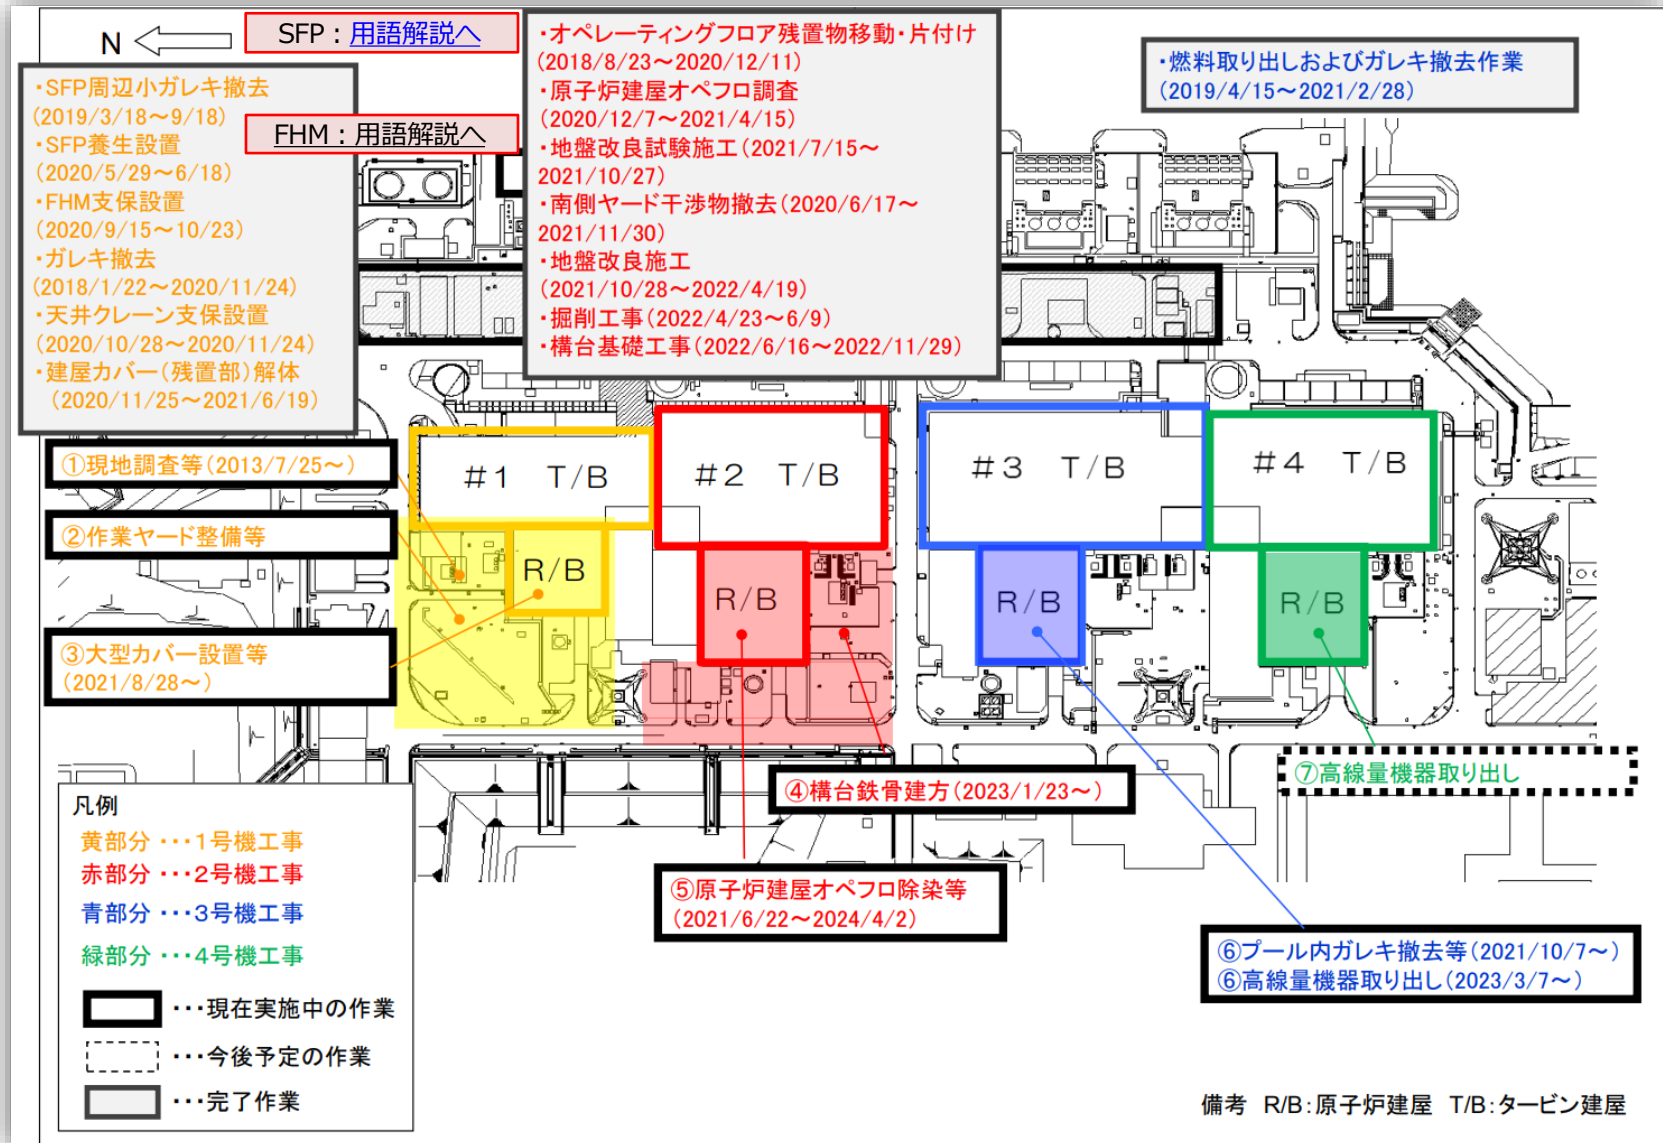 N
SFP：用語解説へ
・SFP周辺小ガレキ撤去
(2019/3/18～9/18)
・SFP養生設置
(2020/5/29～6/18)
・FHM支保設置
(2020/9/15～10/23)
・ガレキ撤去
(2018/1/22～2020/11/24)
・天井クレーン支保設置
(2020/10/28～2020/11/24)
・建屋カバー(残置部)解体
(2020/11/25～2021/6/19)
FHM：用語解説へ
・オペレーティングフロア残置物移動・片付け
(2018/8/23～2020/12/11)
・原子炉建屋オペフロ調査
(2020/12/7～2021/4/15)
・地盤改良試験施工(2021/7/15～
2021/10/27)
・南側ヤード干渉物撤去(2020/6/17～
2021/11/30)
・地盤改良施工
(2021/10/28～2022/4/19)
・掘削工事(2022/4/23～6/9)
・構台基礎工事(2022/6/16～2022/11/29)
・燃料取り出しおよびガレキ撤去作業
(2019/4/15～2021/2/28)
①現地調査等(2013/7/25～)
②作業ヤード整備等
③大型カバー設置等
(2021/8/28～)
#1 T/B
#2 T/B
#3 T/B
#4 T/B
R/B
R/B
R/B
R/B
④構台鉄骨建方(2023/1/23～)
⑤原子炉建屋オペフロ除染等
(2021/6/22～2024/4/2)
⑦高線量機器取り出し
⑥プール内ガレキ撤去等(2021/10/7～)
⑥高線量機器取り出し(2023/3/7～)
凡例
黄部分 ・・・1号機工事
赤部分 ・・・2号機工事
青部分 ・・・3号機工事
緑部分 ・・・4号機工事
・・・現在実施中の作業
・・・今後予定の作業
・・・完了作業
備考 R/B:原子炉建屋 T/B:タービン建屋